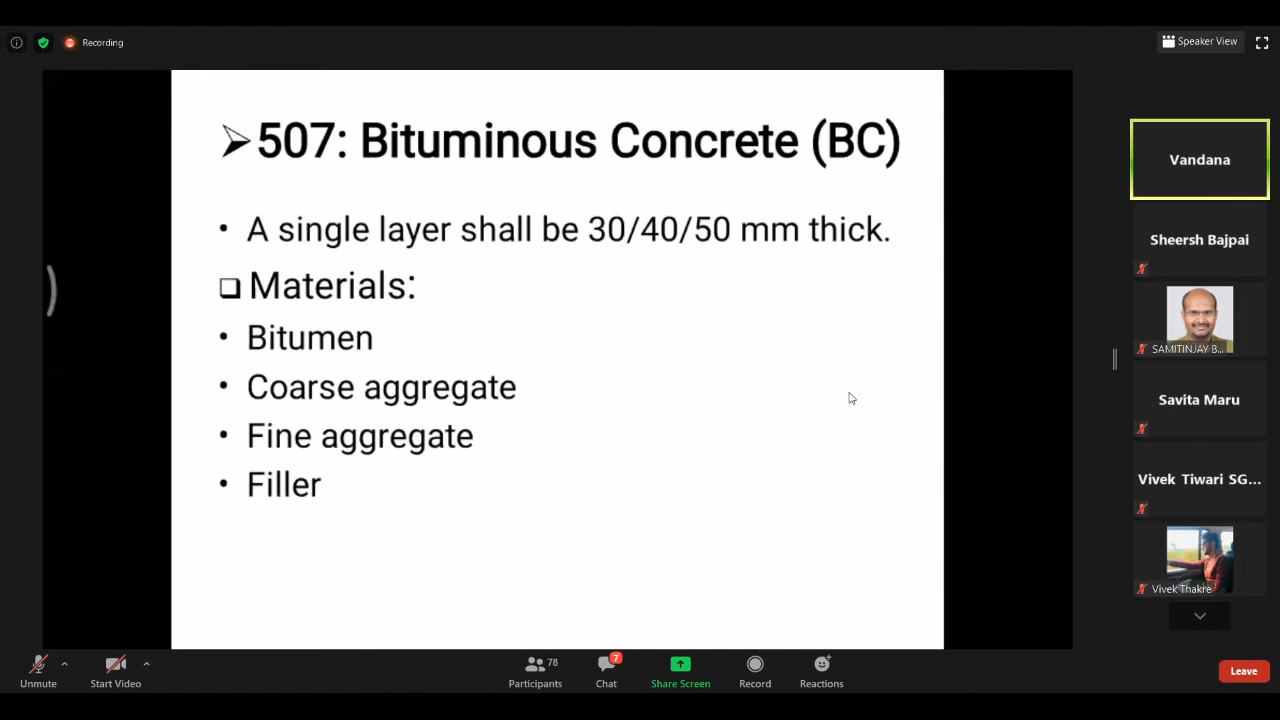 Recording
Speaker View
➢507: Bituminous Concrete (BC)
• A single layer shall be 30/40/50 mm thick.
❑ Materials:
• Bitumen
• Coarse aggregate
• Fine aggregate
• Filler
Vandana
Sheersh Bajpai
SAMITINJAY B...
Savita Maru
Vivek Tiwari SG...
Vivek Thakre
Unmute
Start Video
78
Participants
7
Chat
Share Screen
Record
Reactions
Leave